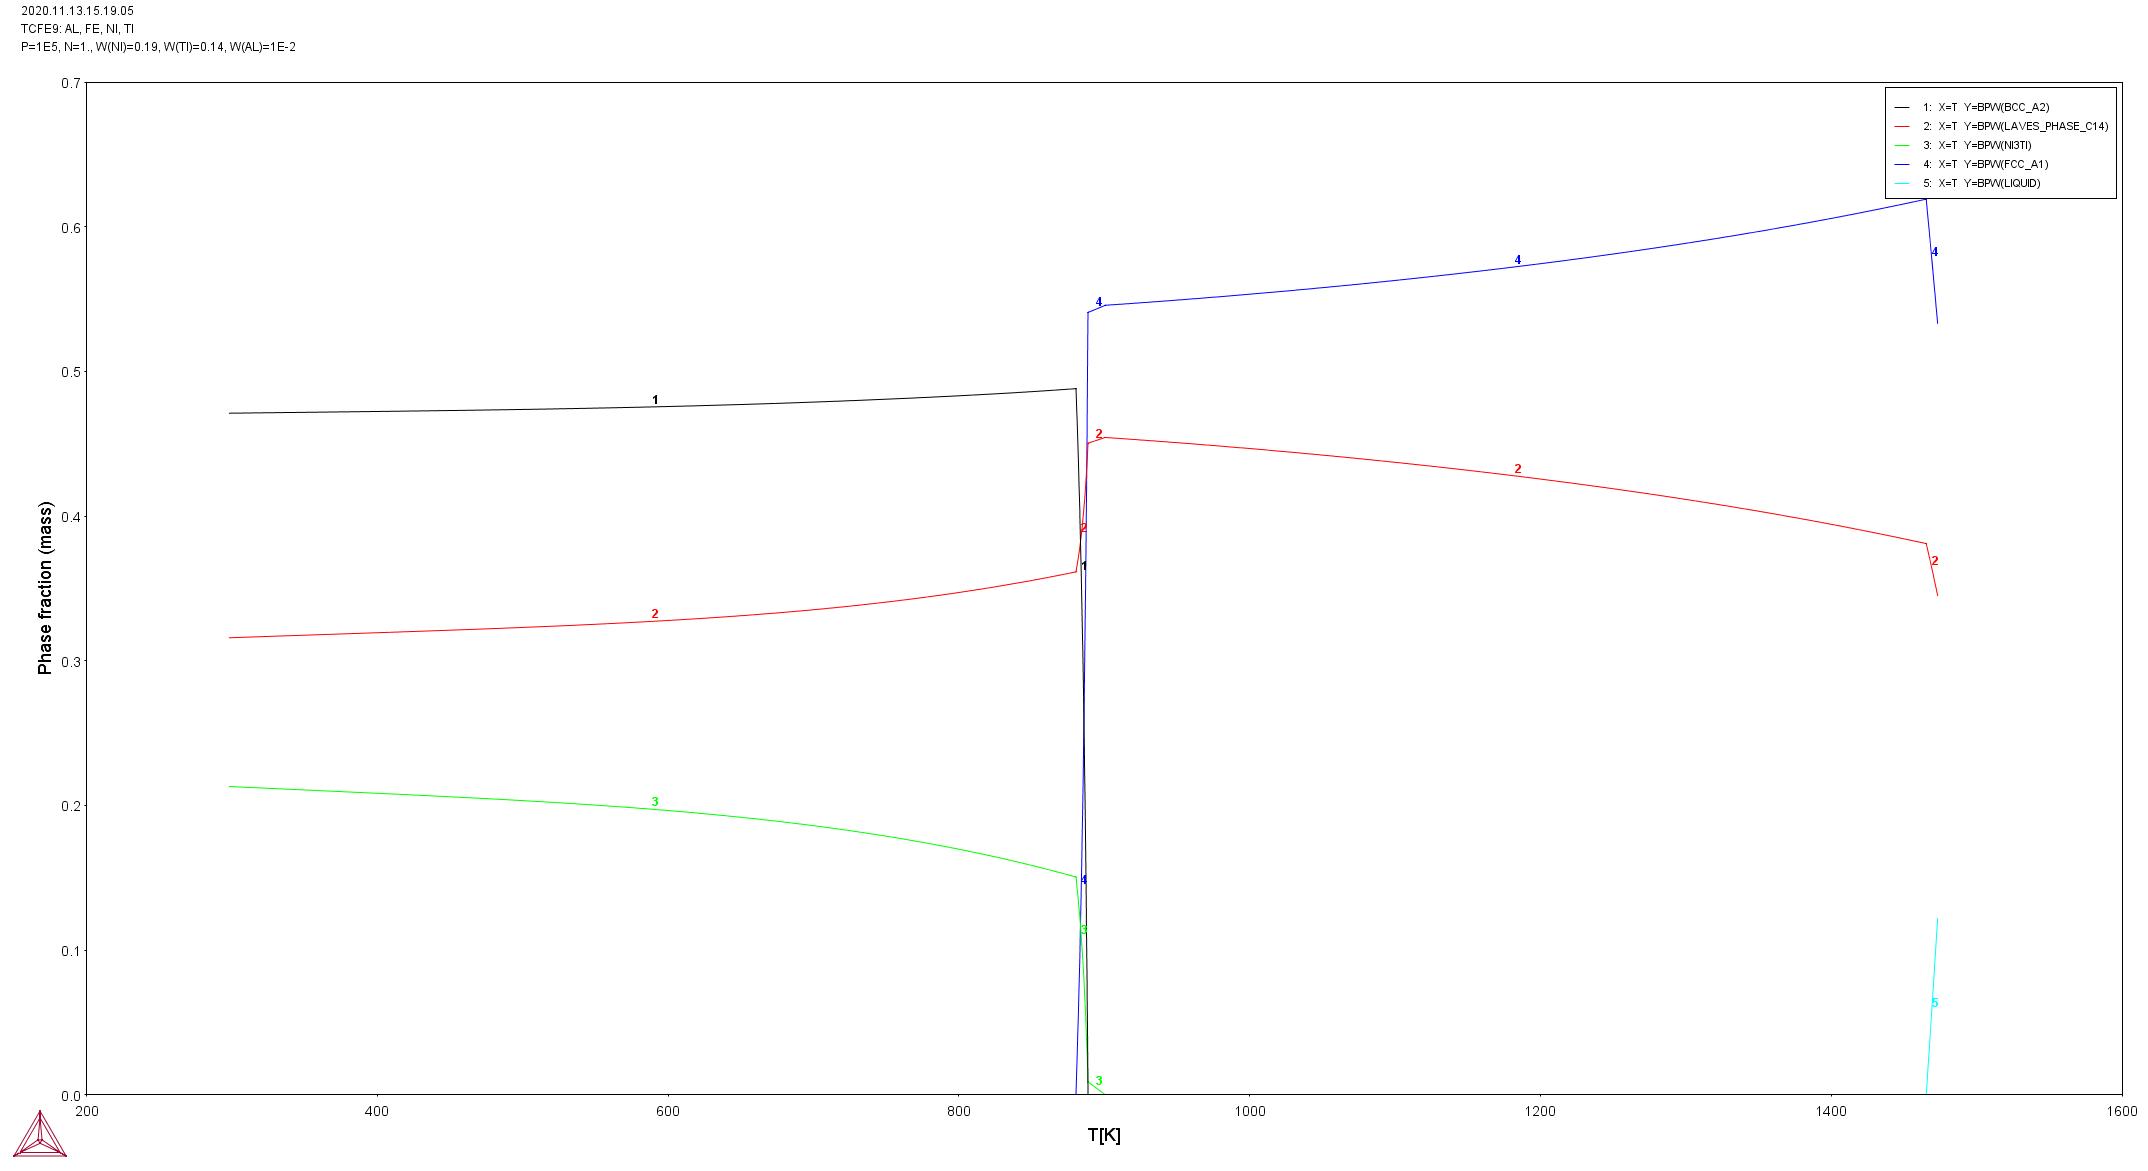 2020.11.13.15.19.05
TCFE9: AL, FE, NI, TI
P=1E5, N=1., W(NI)=0.19, W(TI)=0.14, W(AL)=1E-2
1: X=T Y=BPW(BCC_A2)
2: X=T Y=BPW(LAVES_PHASE_C14)
3: X=T Y=BPW(NI3TI)
4: X=T Y=BPW(FCC_A1)
5: X=T Y=BPW(LIQUID)
Phase fraction (mass)
0.7
0.6
0.5
0.4
0.3
0.2
0.1
0.0
4
4
4
1
2
2
2
2
2
1
3
4
3
3
5
200 400 600 800 1000 1200 1400 1600
T[K]